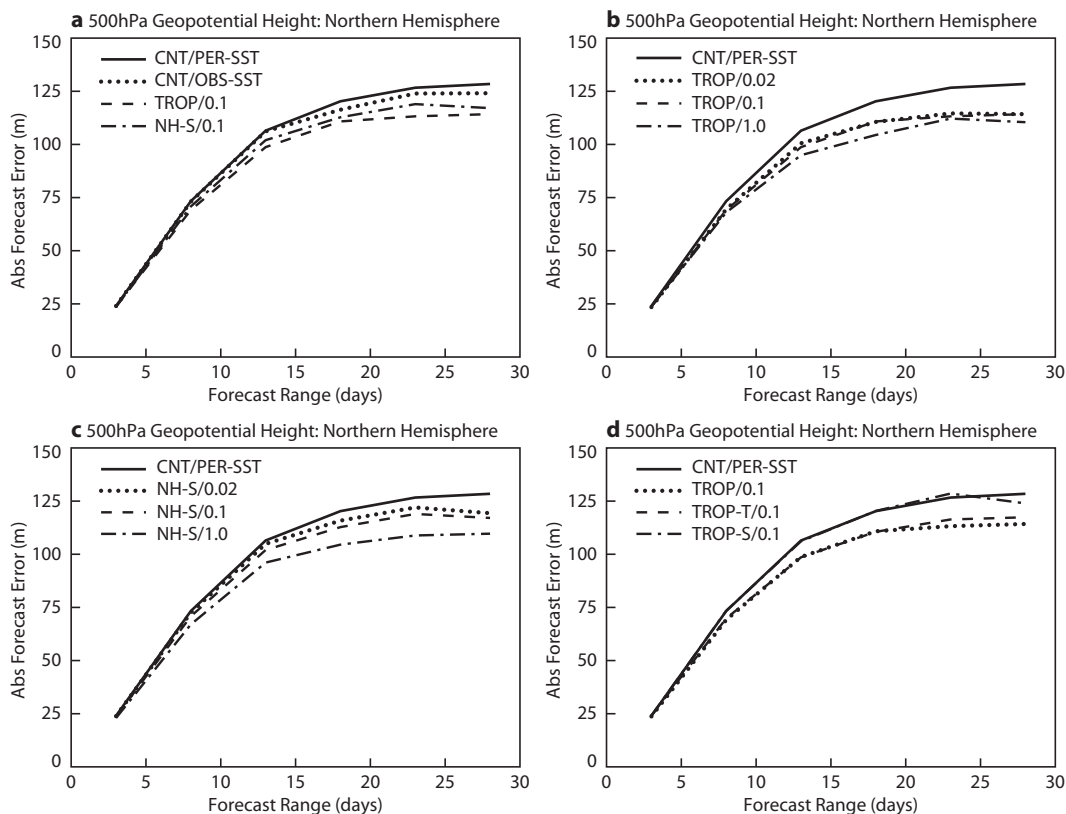 a 500hPa Geopotential Height: Northern Hemisphere
150
125
100
75
50
25
0
Abs Forecast Error (m)
CNT/PER-SST
CNT/OBS-SST
TROP/0.1
NH-S/0.1
0 5 10 15 20 25 30
Forecast Range (days)
b 500hPa Geopotential Height: Northern Hemisphere
150
125
100
75
50
25
0
Abs Forecast Error (m)
CNT/PER-SST
TROP/0.02
TROP/0.1
TROP/1.0
0 5 10 15 20 25 30
Forecast Range (days)
c 500hPa Geopotential Height: Northern Hemisphere
150
125
100
75
50
25
0
Abs Forecast Error (m)
CNT/PER-SST
NH-S/0.02
NH-S/0.1
NH-S/1.0
0 5 10 15 20 25 30
Forecast Range (days)
d 500hPa Geopotential Height: Northern Hemisphere
150
125
100
75
50
25
0
Abs Forecast Error (m)
CNT/PER-SST
TROP/0.1
TROP-T/0.1
TROP-S/0.1
0 5 10 15 20 25 30
Forecast Range (days)